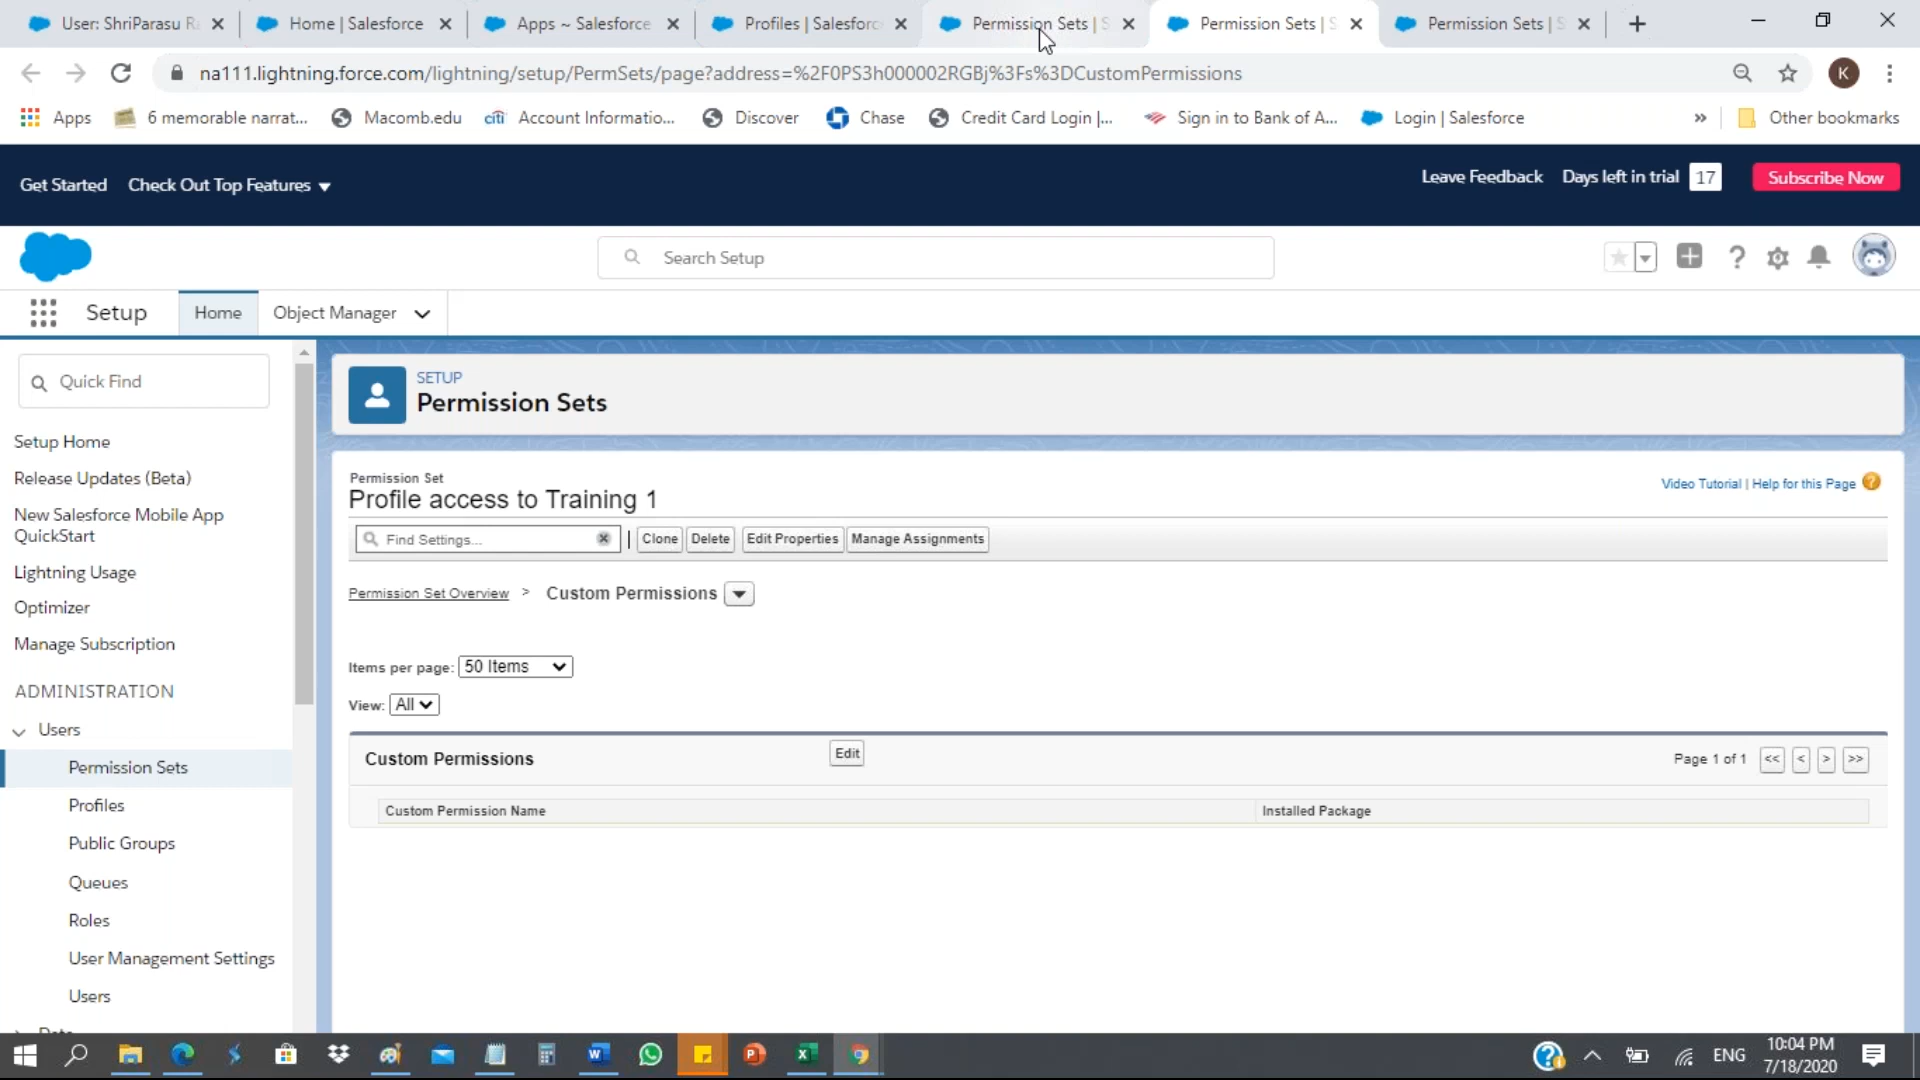 User: ShriParasu Ra
Home | Salesforce
Apps ~ Salesforce
Profiles | Salesforc
Permission Sets | S
Permission Sets | S
Permission Sets | S
na111.lightning.force.com/lightning/setup/PermSets/page?address=%2F0PS3h000002RGBj%3Fs%3DCustomPermissions
K
Apps
6 memorable narrat...
Macomb.edu
citi
Account Informatio...
Discover
Chase
Credit Card Login |...
Sign in to Bank of A...
Login | Salesforce
»
Other bookmarks
Get Started
Check Out Top Features
Leave Feedback
Days left in trial 17
Subscribe Now
Search Setup
Setup
Home
Object Manager
Quick Find
Setup Home
Release Updates (Beta)
New Salesforce Mobile App
QuickStart
Lightning Usage
Optimizer
Manage Subscription
ADMINISTRATION
Users
Permission Sets
Profiles
Public Groups
Queues
Roles
User Management Settings
Users
Data
SETUP
Permission Sets
Permission Set
Profile access to Training 1
Video Tutorial | Help for this Page ?
Find Settings...
Clone
Delete
Edit Properties
Manage Assignments
Permission Set Overview > Custom Permissions
Items per page: 50 Items
View: All
Custom Permissions
Edit
Page 1 of 1 << < > >>
Custom Permission Name
Installed Package
ENG
10:04 PM
7/18/2020